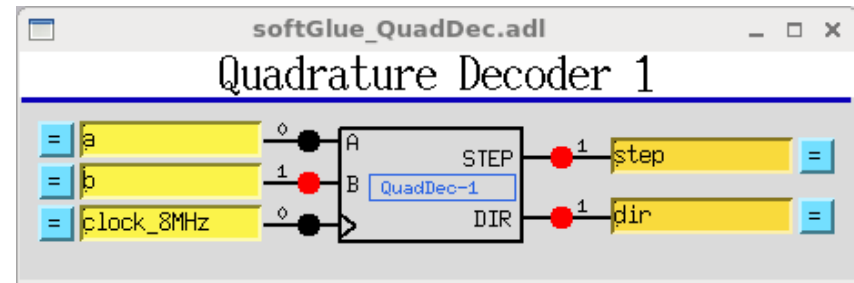 softGlue_QuadDec.adl
Quadrature Decoder 1
= a 0 A STEP 1 step =
= b 1 B QuadDec-1
= clock_8MHz 0 DIR 1 dir =